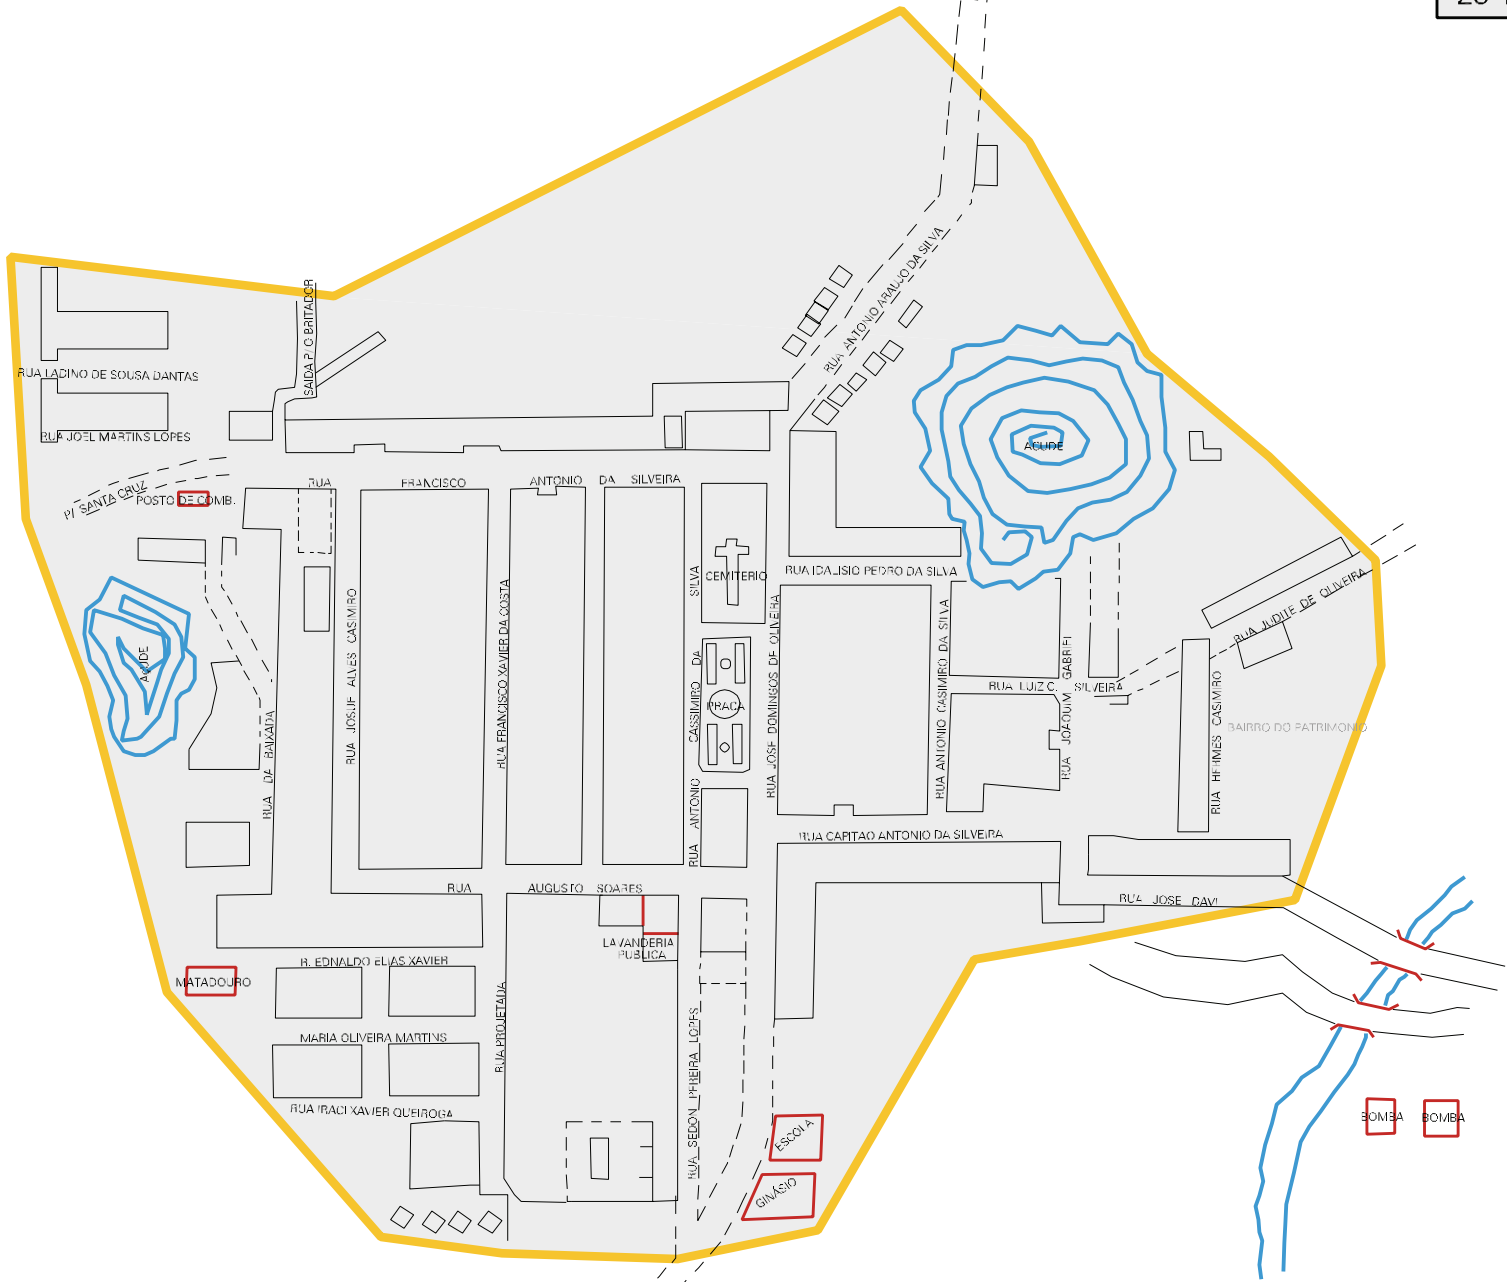 SAIDA P/ O BRITADOR
RUA ANTONIO ARAUJO DA SILVA
RUA LADINO DE SOUSA DANTAS
RUA JOEL MARTINS LOPES
ACUDE
P/ SANTA CRUZ
POSTO DE COMB.
RUA FRANCISCO ANTONIO DA SILVEIRA
CEMITERIO
RUA IDALISIO PEDRO DA SILVA
RUA JUDITE DE OLIVEIRA
ACUDE
RUA DA BAIXADA
RUA JOSUE ALVES CASIMIRO
RUA FRANCISCO XAVIER DA COSTA
RUA ANTONIO CASSIMIRO DA SILVA
PRACA
RUA JOSE DOMINGOS DE OLIVEIRA
RUA ANTONIO CASIMIRO DA SILVA
RUA LUIZ C. SILVEIRA
RUA JOAQUIM GABRIEL
RUA HERMES CASIMIRO
BAIRRO DO PATRIMONIO
RUA CAPITAO ANTONIO DA SILVEIRA
RUA AUGUSTO SOARES
RUA JOSE DAVI
LAVANDERIA
PUBLICA
R. EDNALDO ELIAS XAVIER
MATADOURO
MARIA OLIVEIRA MARTINS
RUA PROJETADA
RUA SEDON PEREIRA LOPES
RUA IRACI XAVIER QUEIROGA
ESCOLA
GINÁSIO
BOMBA
BOMBA